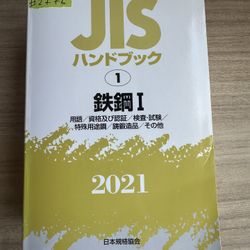 JIS
ハンドブック
1
鉄鋼Ⅰ
用語／資格及び認証／検査・試験／
特殊用途鋼／鋳鍛造品／その他
2021
日本規格協会